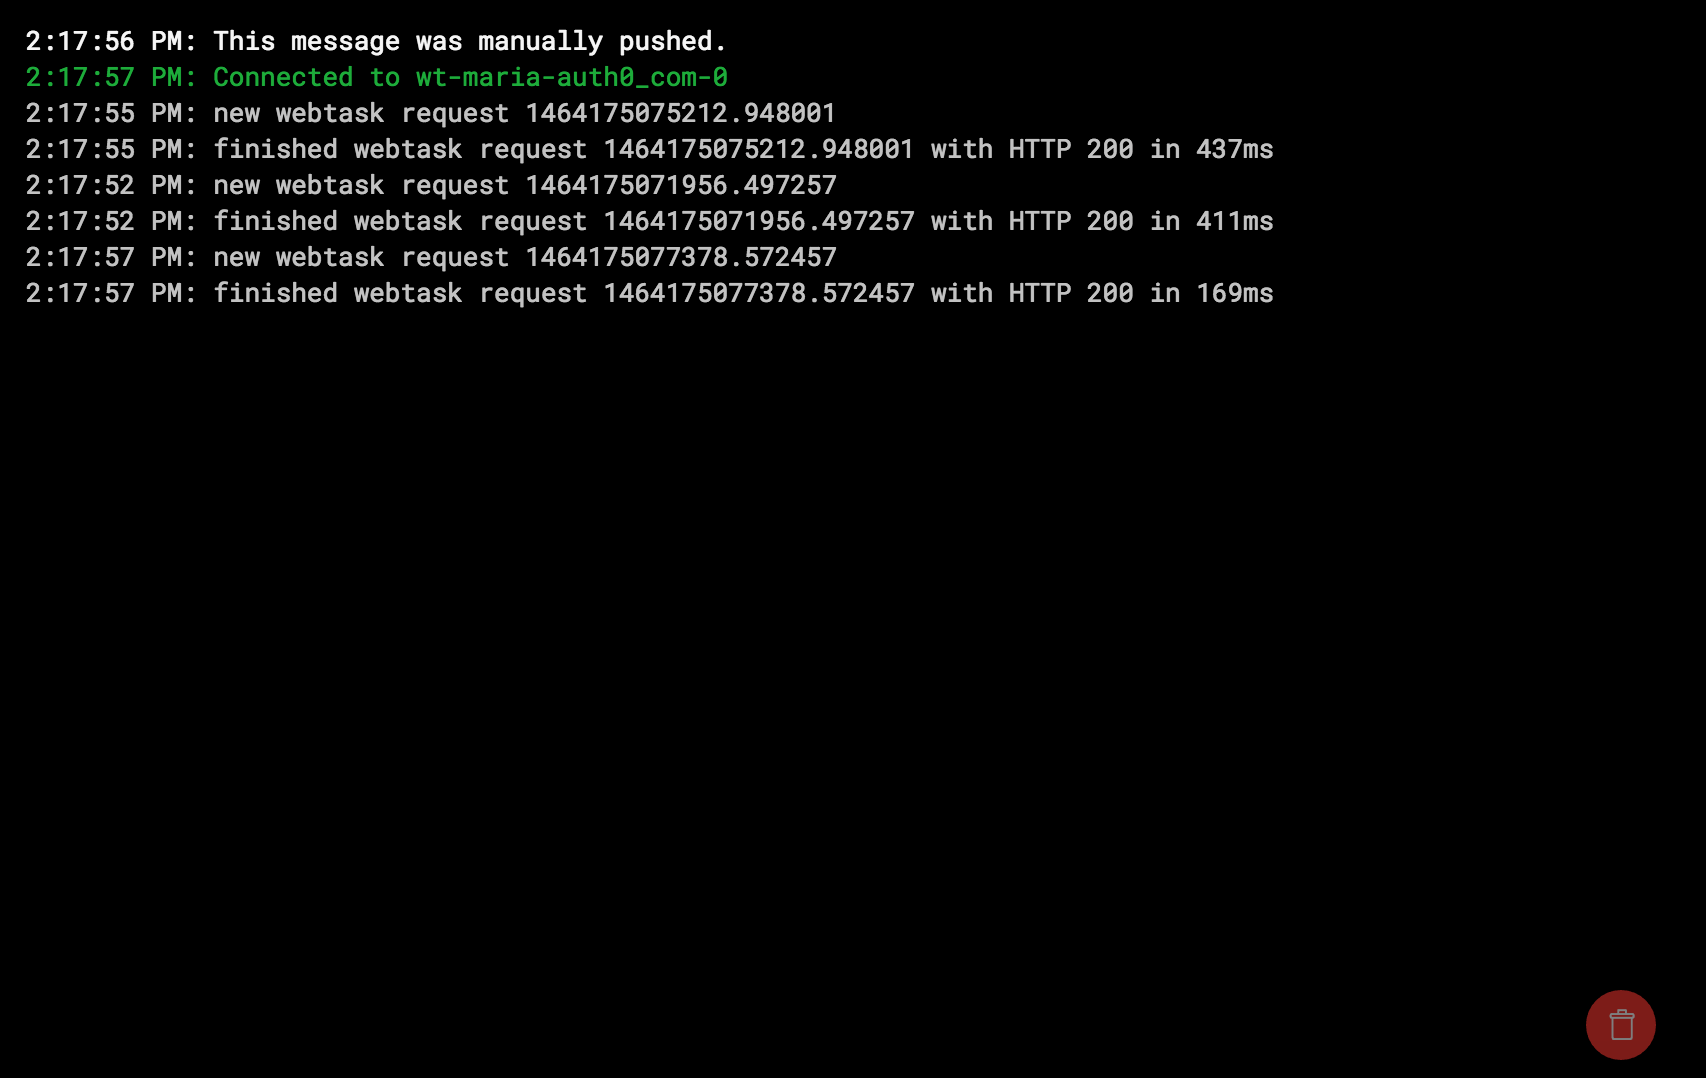 2:17:56 PM: This message was manually pushed.
2:17:57 PM: Connected to wt-maria-auth0_com-0
2:17:55 PM: new webtask request 1464175075212.948001
2:17:55 PM: finished webtask request 1464175075212.948001 with HTTP 200 in 437ms
2:17:52 PM: new webtask request 1464175071956.497257
2:17:52 PM: finished webtask request 1464175071956.497257 with HTTP 200 in 411ms
2:17:57 PM: new webtask request 1464175077378.572457
2:17:57 PM: finished webtask request 1464175077378.572457 with HTTP 200 in 169ms